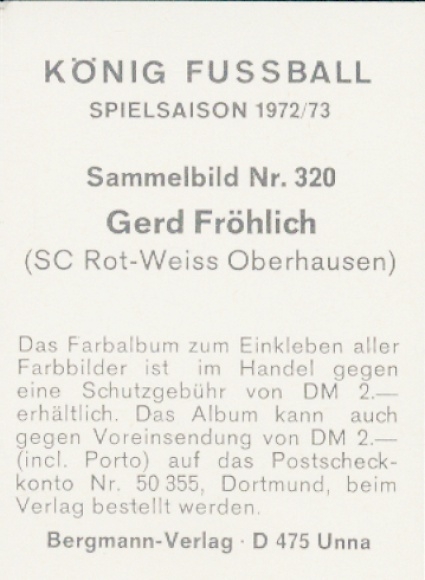 KÖNIG FUSSBALL
SPIELSAISON 1972/73
Sammelbild Nr. 320
Gerd Fröhlich
(SC Rot-Weiss Oberhausen)
Das Farbalbum zum Einkleben aller
Farbbilder ist im Handel gegen
eine Schutzgebühr von DM 2.—
erhältlich. Das Album kann auch
gegen Voreinsendung von DM 2.—
(incl. Porto) auf das Postscheck-
konto Nr. 50 355, Dortmund, beim
Verlag bestellt werden.
Bergmann-Verlag · D 475 Unna